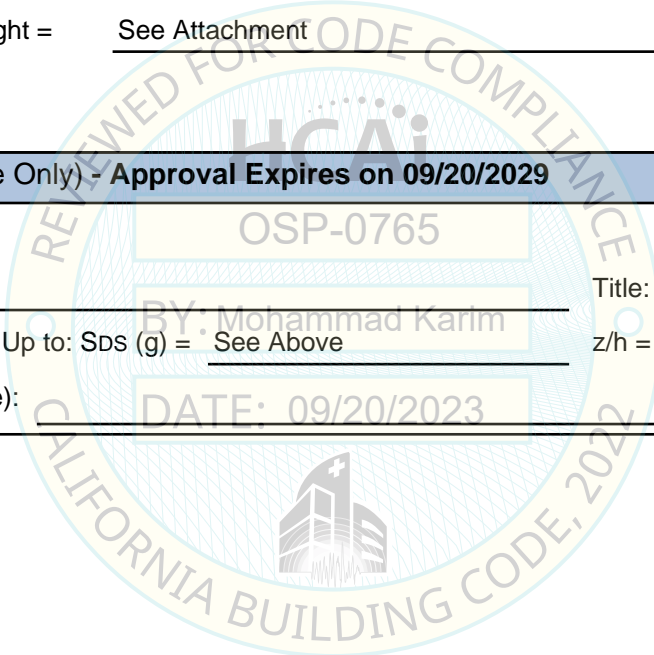 ght = See Attachment
REVIEWED FOR CODE COMPLIANCE
HCAi
e Only) - Approval Expires on 09/20/2029
OSP-0765
Title:
BY: Mohammad Karim
Up to: SDS (g) = See Above z/h =
e):
DATE: 09/20/2023
CALIFORNIA BUILDING CODE, 2022